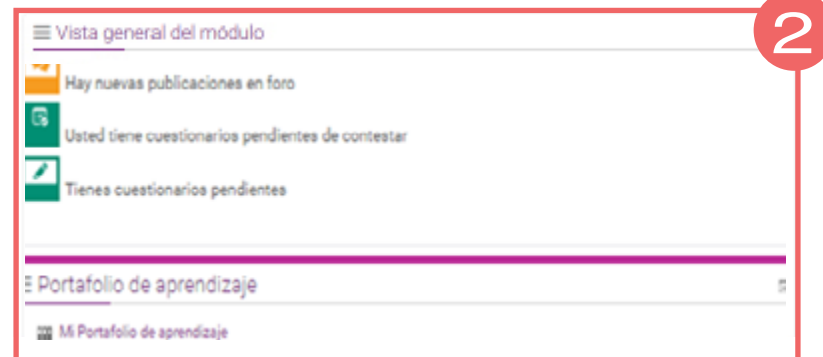 2
Vista general del módulo
Hay nuevas publicaciones en foro
Usted tiene cuestionarios pendientes de contestar
Tienes cuestionarios pendientes
Portafolio de aprendizaje
Mi Portafolio de aprendizaje